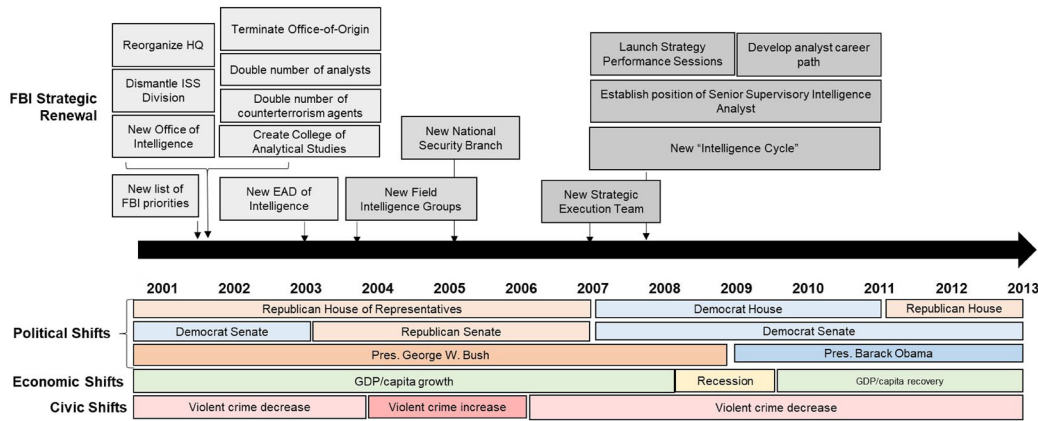 FBI Strategic
Renewal
Reorganize HQ
Dismantle ISS
Division
New Office of
Intelligence
Terminate Office-of-Origin
Double number of analysts
Double number of
counterterrorism agents
Create College of
Analytical Studies
New list of
FBI priorities
New EAD of
Intelligence
New Field
Intelligence Groups
New National
Security Branch
New Strategic
Execution Team
Launch Strategy
Performance Sessions
Develop analyst career
path
Establish position of Senior Supervisory Intelligence
Analyst
New “Intelligence Cycle”
2001 2002 2003 2004 2005 2006 2007 2008 2009 2010 2011 2012 2013
Political Shifts
Republican House of Representatives
Democrat House
Republican House
Democrat Senate
Republican Senate
Democrat Senate
Pres. George W. Bush
Pres. Barack Obama
Economic Shifts
GDP/capita growth
Recession
GDP/capita recovery
Civic Shifts
Violent crime decrease
Violent crime increase
Violent crime decrease